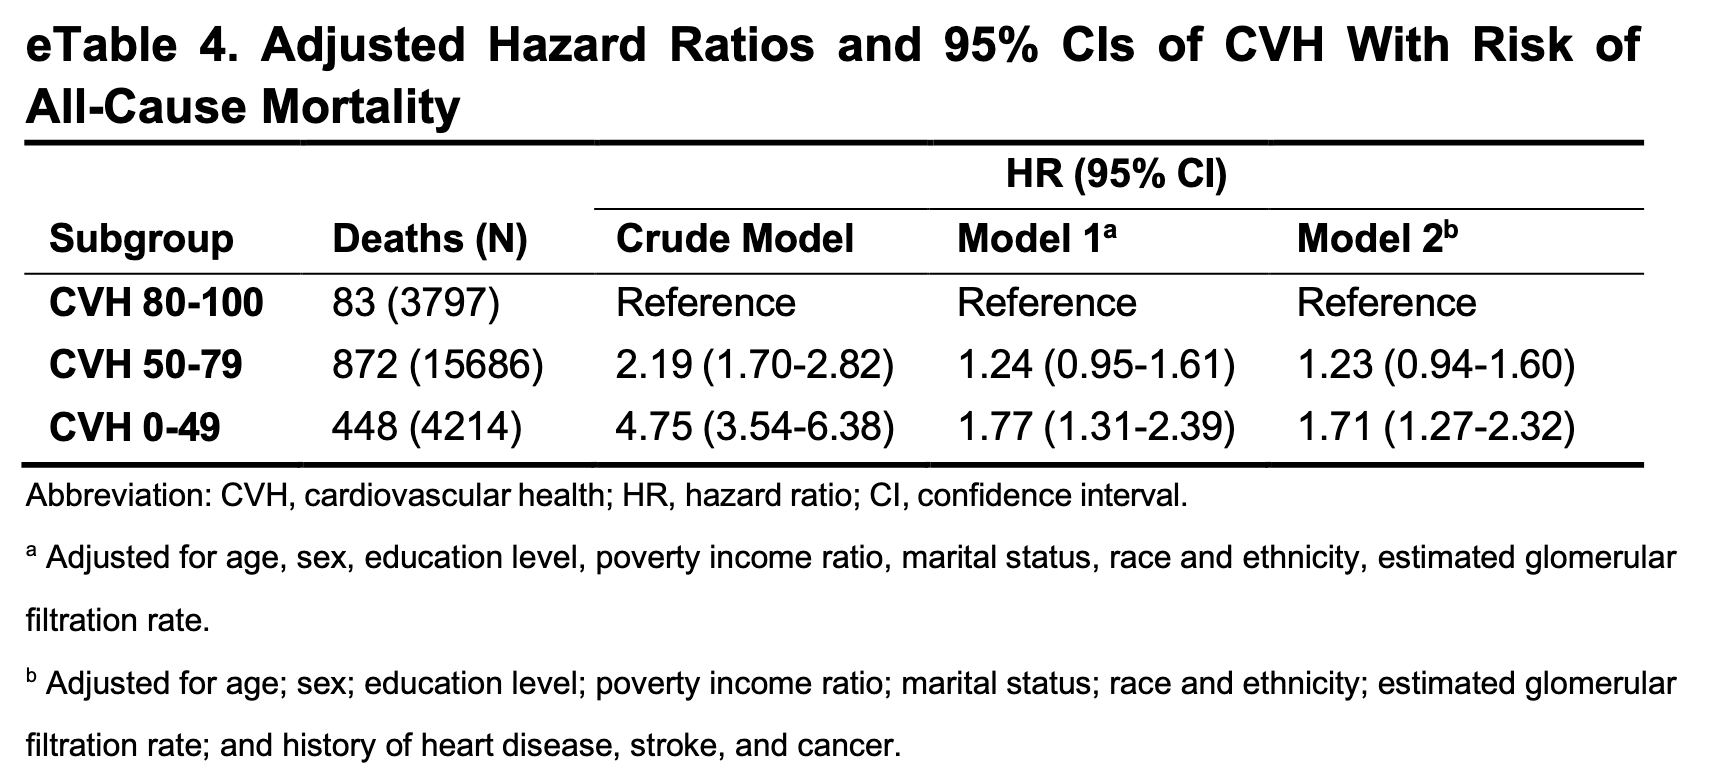 eTable 4. Adjusted Hazard Ratios and 95% CIs of CVH With Risk of
All-Cause Mortality
HR (95% CI)
Subgroup Deaths (N) Crude Model Model 1ᵃ Model 2ᵇ
CVH 80-100 83 (3797) Reference Reference Reference
CVH 50-79 872 (15686) 2.19 (1.70-2.82) 1.24 (0.95-1.61) 1.23 (0.94-1.60)
CVH 0-49 448 (4214) 4.75 (3.54-6.38) 1.77 (1.31-2.39) 1.71 (1.27-2.32)
Abbreviation: CVH, cardiovascular health; HR, hazard ratio; CI, confidence interval.
ᵃ Adjusted for age, sex, education level, poverty income ratio, marital status, race and ethnicity, estimated glomerular
filtration rate.
ᵇ Adjusted for age; sex; education level; poverty income ratio; marital status; race and ethnicity; estimated glomerular
filtration rate; and history of heart disease, stroke, and cancer.